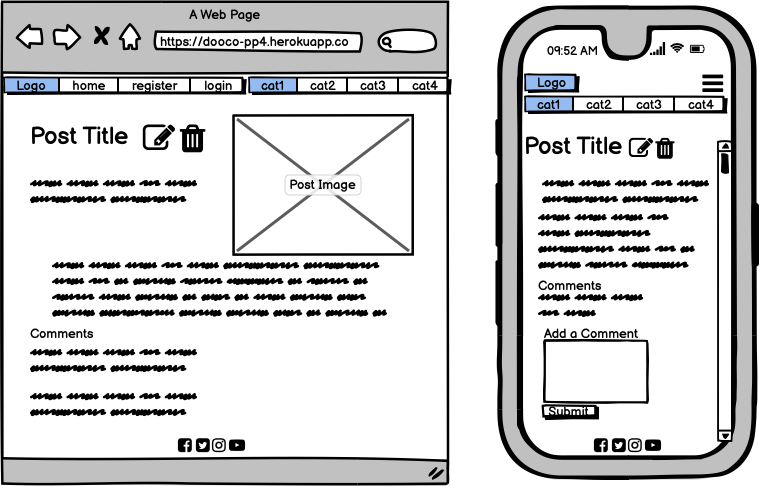 A Web Page
https://dooco-pp4.herokuapp.co
Logo home register login cat1 cat2 cat3 cat4
Post Title
Post Image
Comments
09:52 AM
Logo
cat1 cat2 cat3 cat4
Post Title
Comments
Add a Comment
Submit